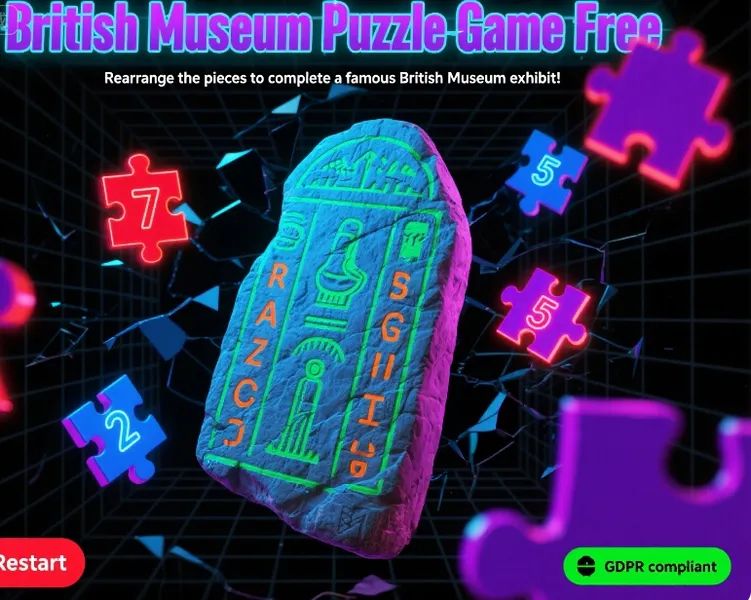 British Museum Puzzle Game Free
Rearrange the pieces to complete a famous British Museum exhibit!
7
5
5
2
R
A
Z
C
S
G
I
Restart
GDPR compliant